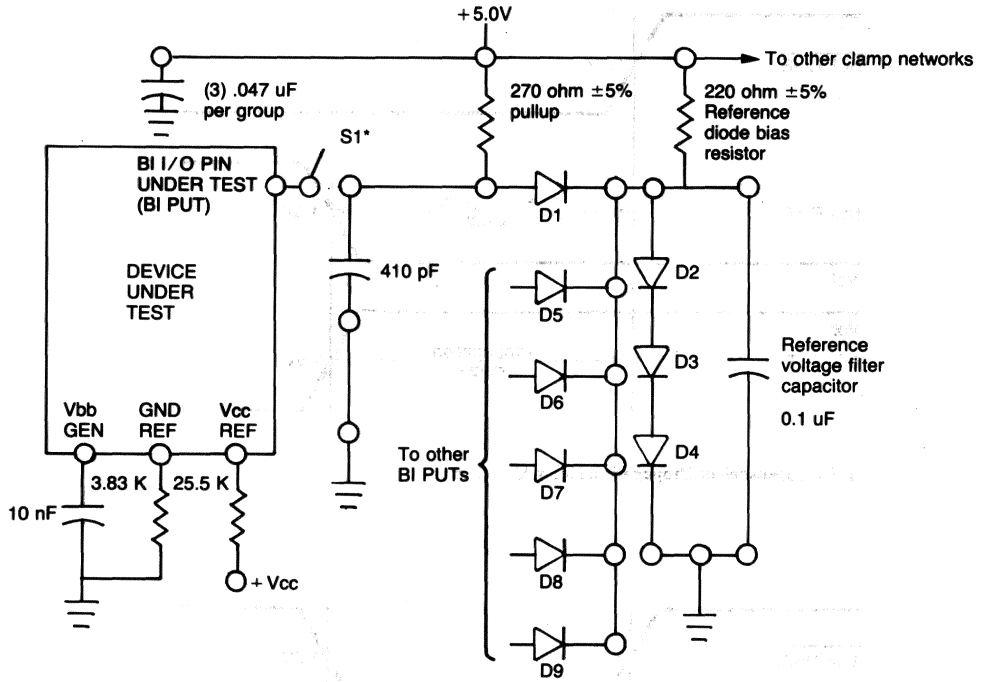 +5.0V
To other clamp networks
(3) .047 uF
per group
270 ohm ±5%
pullup
220 ohm ±5%
Reference
diode bias
resistor
S1*
BI I/O PIN
UNDER TEST
(BI PUT)
D1
DEVICE
UNDER
TEST
410 pF
D2
D5
Reference
voltage filter
capacitor
0.1 uF
D3
D6
Vbb
GEN
GND
REF
Vcc
REF
To other
BI PUTs
D4
D7
3.83 K
25.5 K
10 nF
D8
+ Vcc
D9